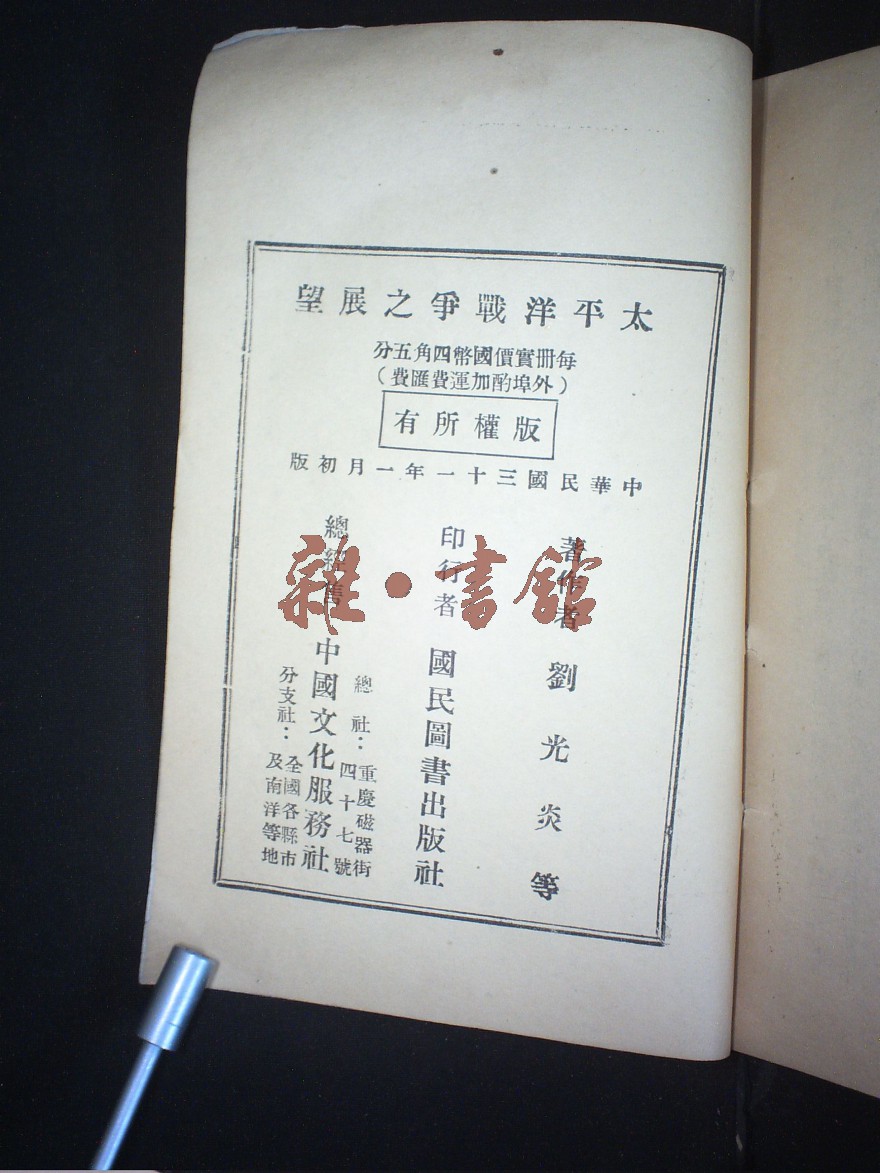 太平洋戰爭之展望
每册實價國幣四角五分
（外埠酌加運費匯費）
版權所有
中華民國三十一年一月初版
著作者 劉光炎等
印行者 國民圖書出版社
總經售 中國文化服務社
總社：重慶磁器街四十七號
分支社：全國各縣市及南洋等地
雜·書館